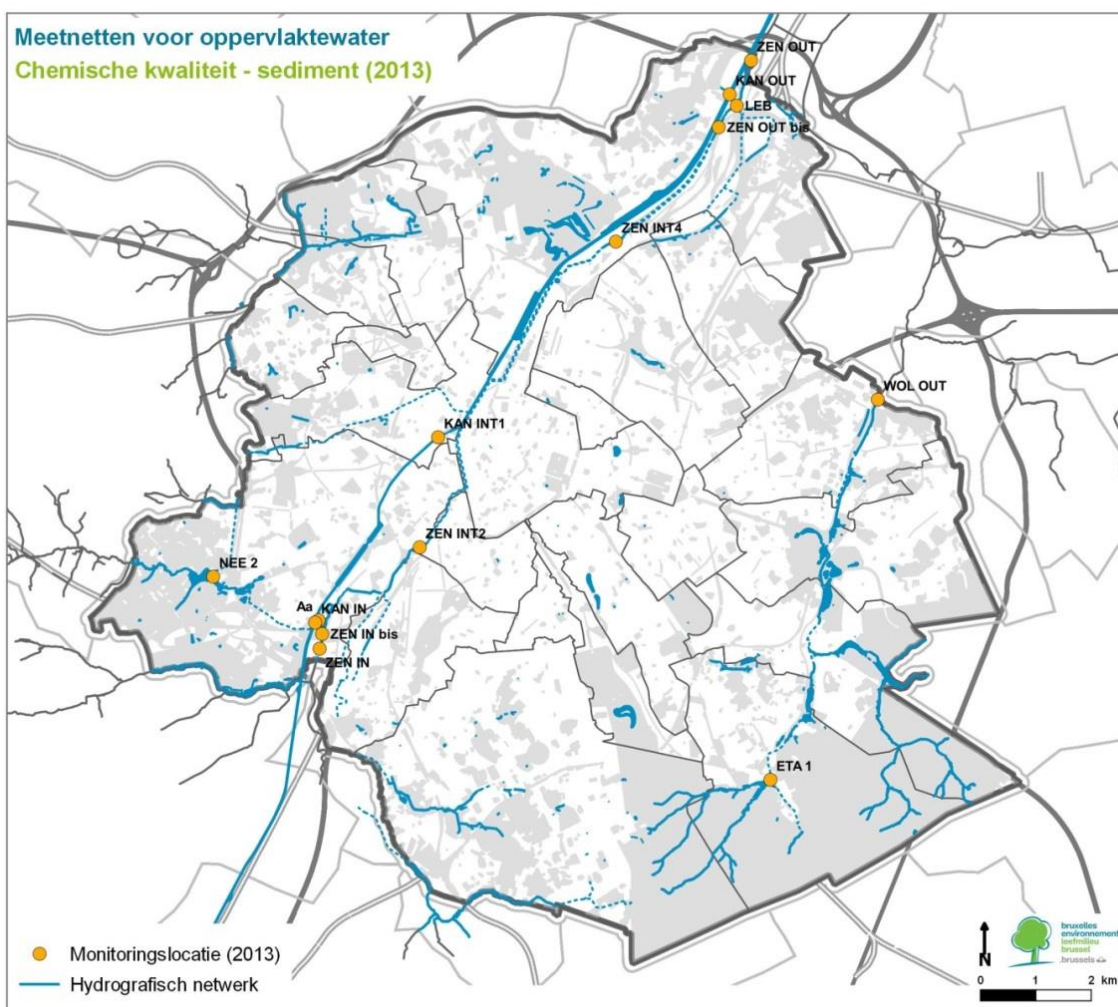 Meetnetten voor oppervlaktewater
Chemische kwaliteit - sediment (2013)
ZEN OUT
KAN OUT
LEB
ZEN OUT bis
ZEN INT4
WOL OUT
KAN INT1
ZEN INT2
NEE 2
Aa
KAN IN
ZEN IN bis
ZEN IN
ETA 1
Monitoringslocatie (2013)
Hydrografisch netwerk
N
bruxelles
environnement
leefmilieu
brussel
.brussels
0 1 2 km